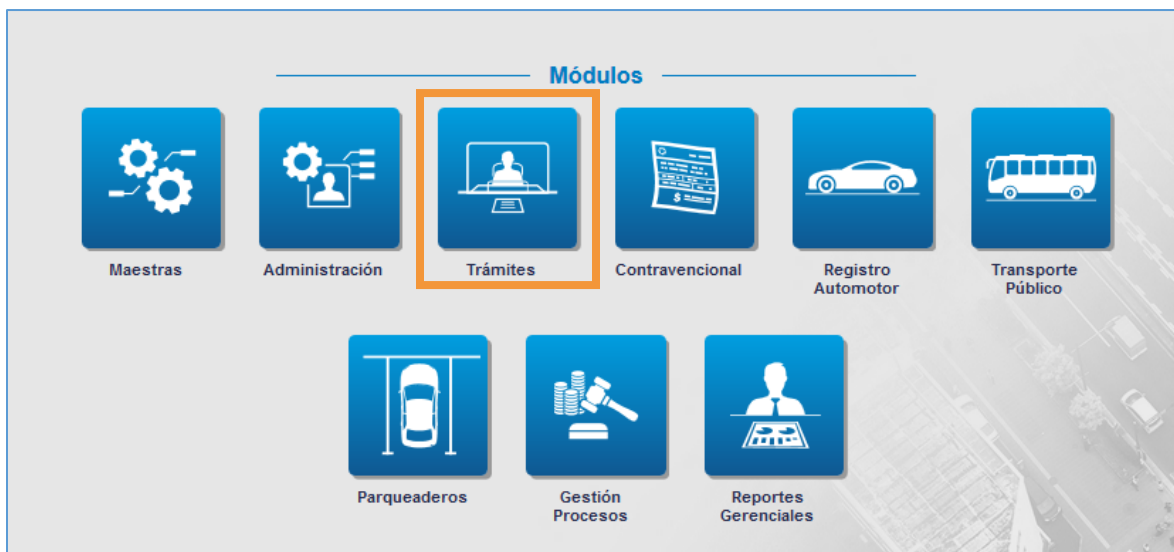 Módulos
Maestras
Administración
Trámites
Contravencional
Registro
Automotor
Transporte
Público
Parqueaderos
Gestión
Procesos
Reportes
Gerenciales